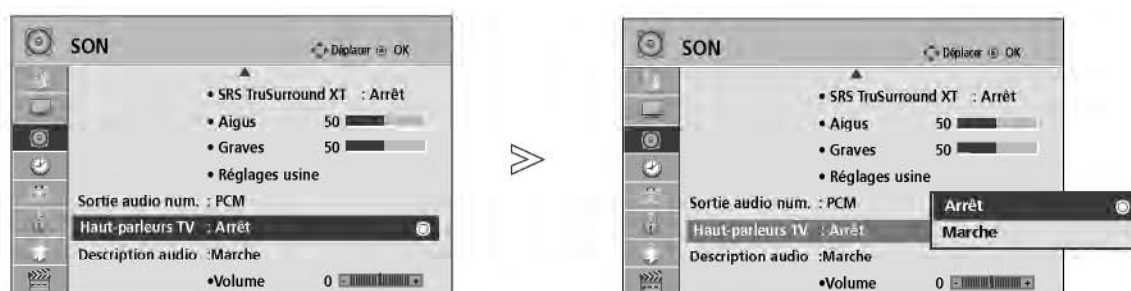 SON
Déplacer OK
• SRS TruSurround XT : Arrêt
• Aigus 50
• Graves 50
• Réglages usine
Sortie audio num. : PCM
Haut-parleurs TV : Arrêt
Description audio :Marche
•Volume 0 - +
SON
Déplacer OK
• SRS TruSurround XT : Arrêt
• Aigus 50
• Graves 50
• Réglages usine
Sortie audio num. : PCM
Haut-parleurs TV : Arrêt
Arrêt
Marche
Description audio :Marche
•Volume 0 - +